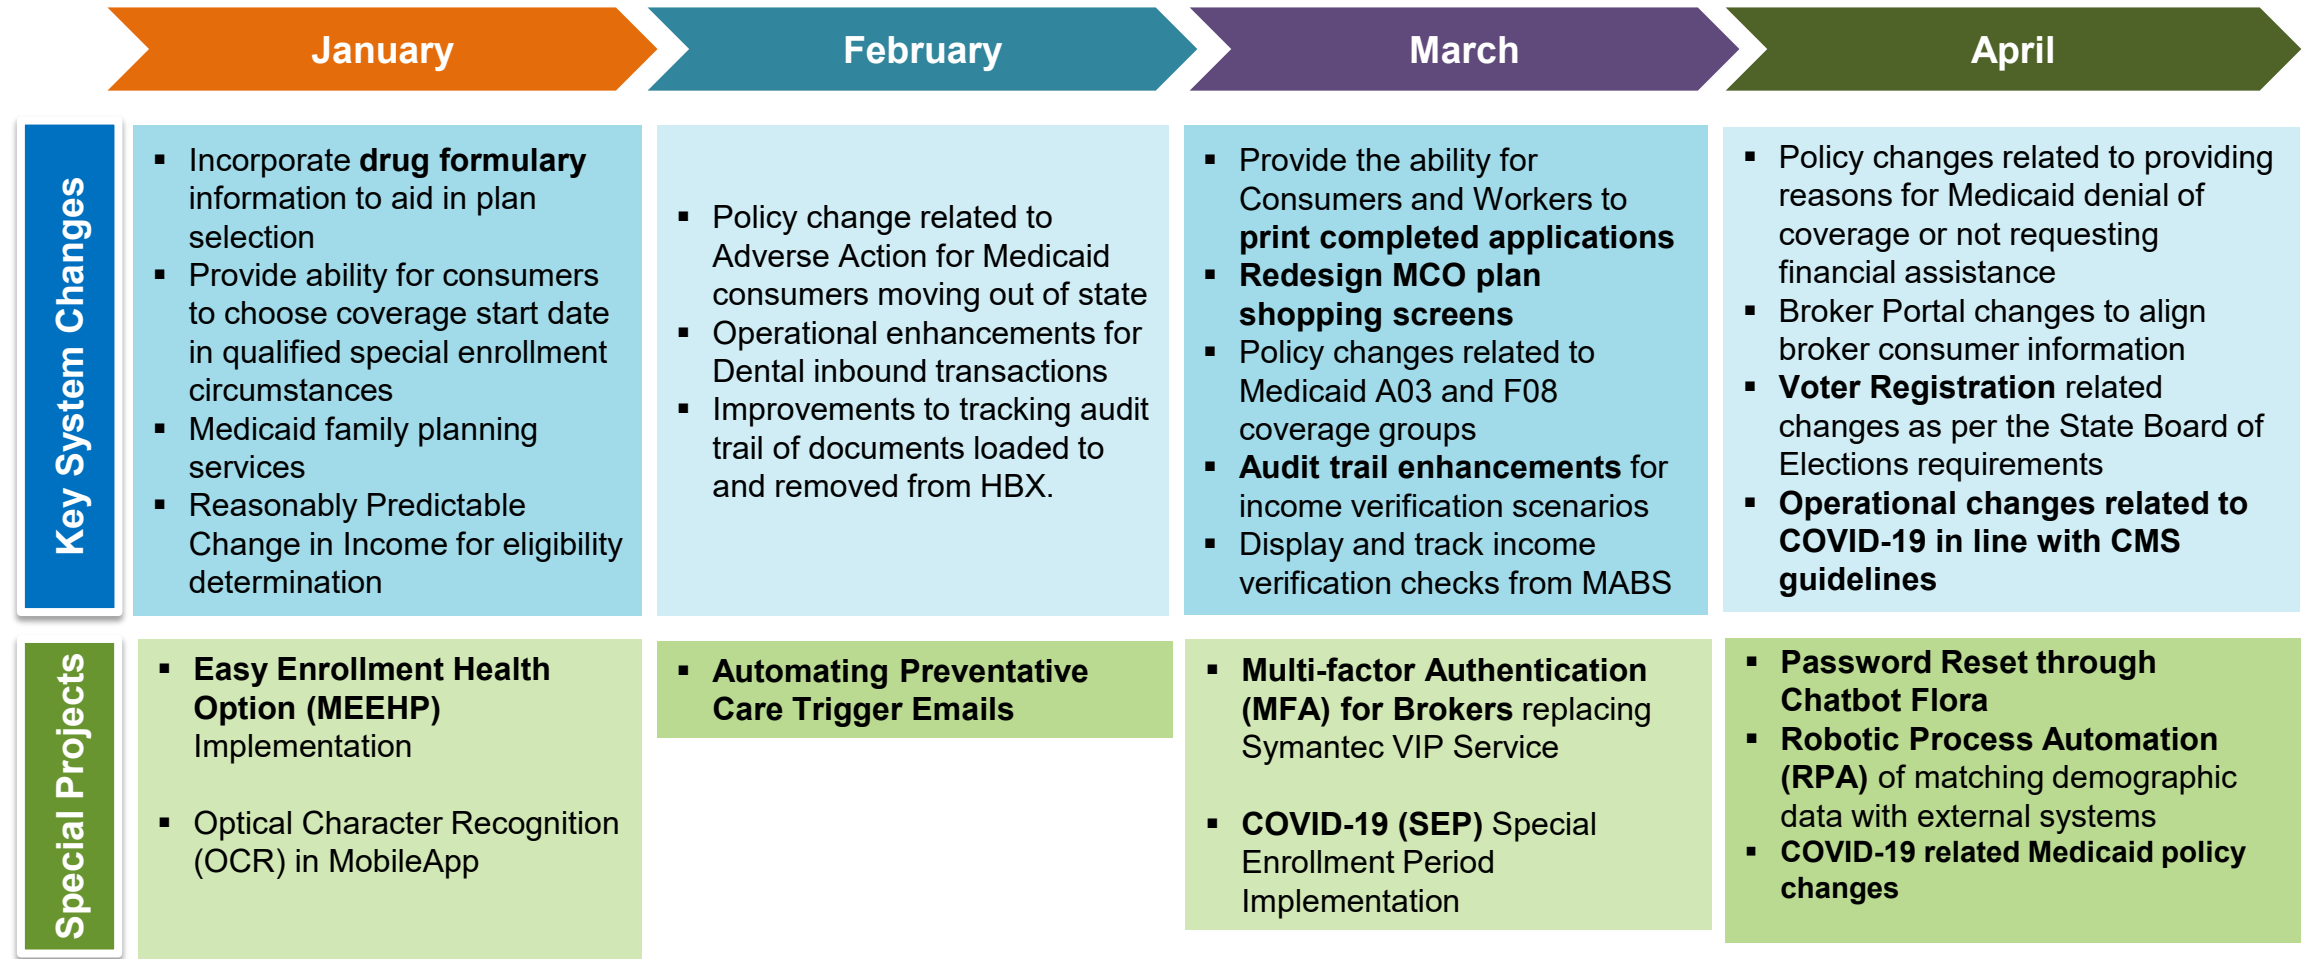 January
February
March
April
Key System Changes
▪ Incorporate drug formulary
information to aid in plan
selection
▪ Provide ability for consumers
to choose coverage start date
in qualified special enrollment
circumstances
▪ Medicaid family planning
services
▪ Reasonably Predictable
Change in Income for eligibility
determination
▪ Policy change related to
Adverse Action for Medicaid
consumers moving out of state
▪ Operational enhancements for
Dental inbound transactions
▪ Improvements to tracking audit
trail of documents loaded to
and removed from HBX.
▪ Provide the ability for
Consumers and Workers to
print completed applications
▪ Redesign MCO plan
shopping screens
▪ Policy changes related to
Medicaid A03 and F08
coverage groups
▪ Audit trail enhancements for
income verification scenarios
▪ Display and track income
verification checks from MABS
▪ Policy changes related to providing
reasons for Medicaid denial of
coverage or not requesting
financial assistance
▪ Broker Portal changes to align
broker consumer information
▪ Voter Registration related
changes as per the State Board of
Elections requirements
▪ Operational changes related to
COVID-19 in line with CMS
guidelines
Special Projects
▪ Easy Enrollment Health
Option (MEEHP)
Implementation
▪ Optical Character Recognition
(OCR) in MobileApp
▪ Automating Preventative
Care Trigger Emails
▪ Multi-factor Authentication
(MFA) for Brokers replacing
Symantec VIP Service
▪ COVID-19 (SEP) Special
Enrollment Period
Implementation
▪ Password Reset through
Chatbot Flora
▪ Robotic Process Automation
(RPA) of matching demographic
data with external systems
▪ COVID-19 related Medicaid policy
changes